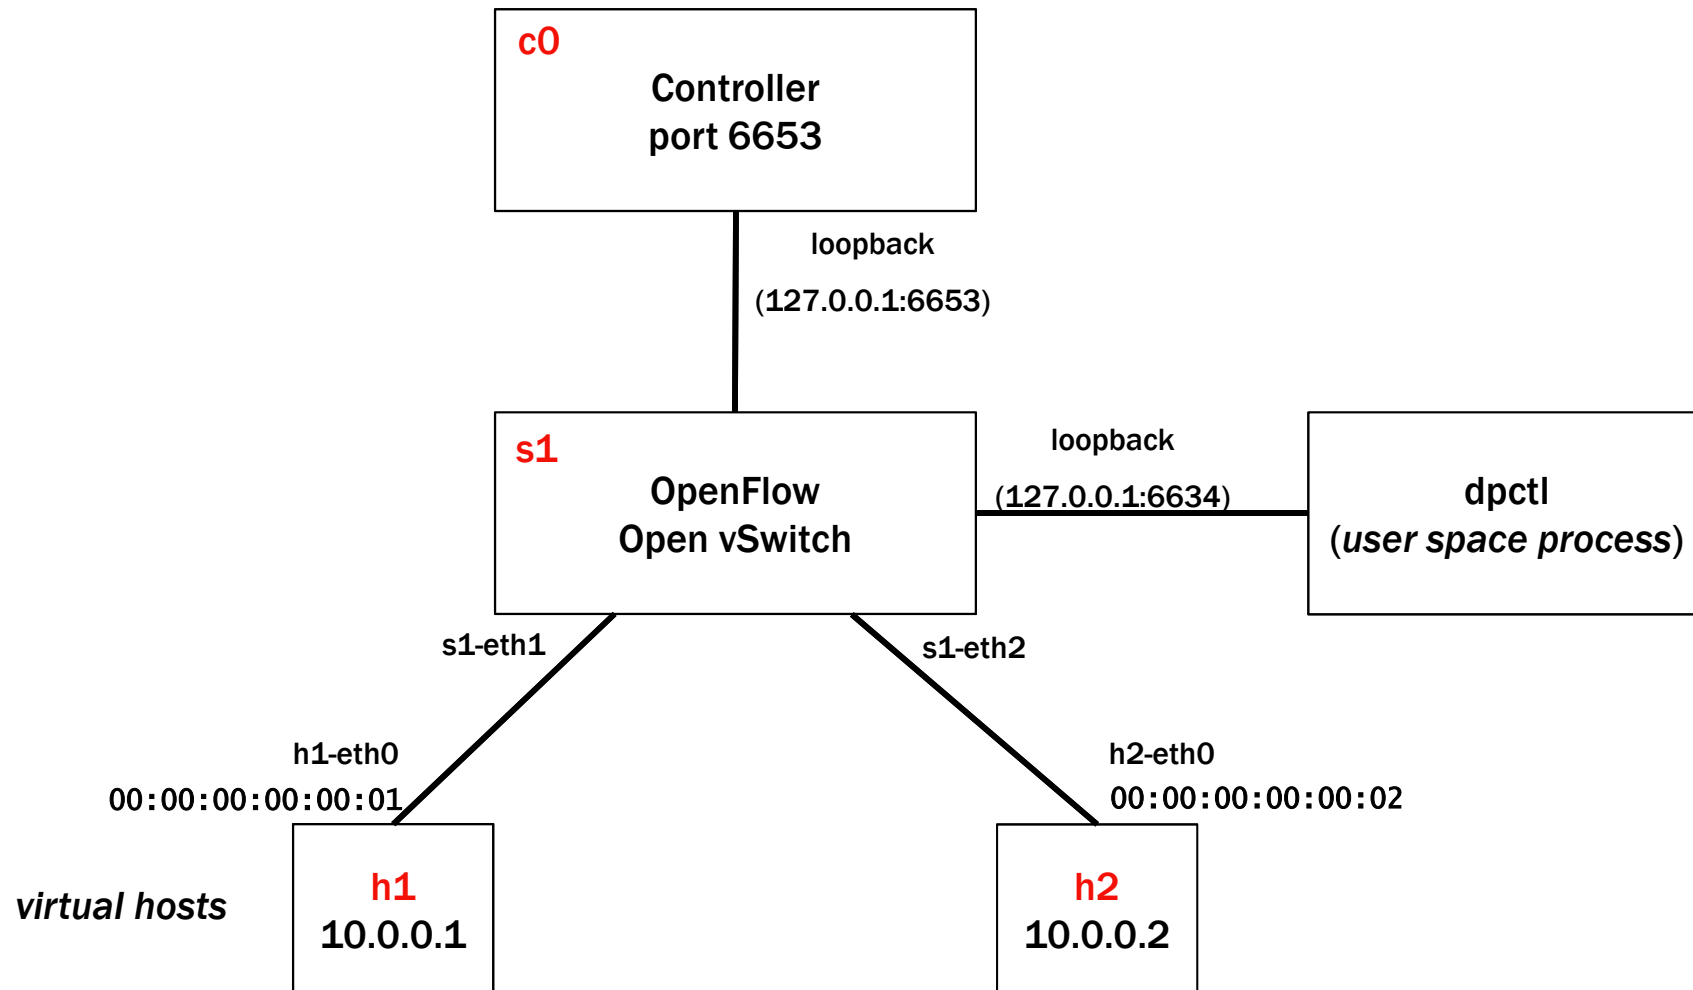 c0
Controller
port 6653
loopback
(127.0.0.1:6653)
s1
OpenFlow
Open vSwitch
loopback
(127.0.0.1:6634)
dpctl
(user space process)
s1-eth1
s1-eth2
h1-eth0
00:00:00:00:00:01
h2-eth0
00:00:00:00:00:02
virtual hosts
h1
10.0.0.1
h2
10.0.0.2